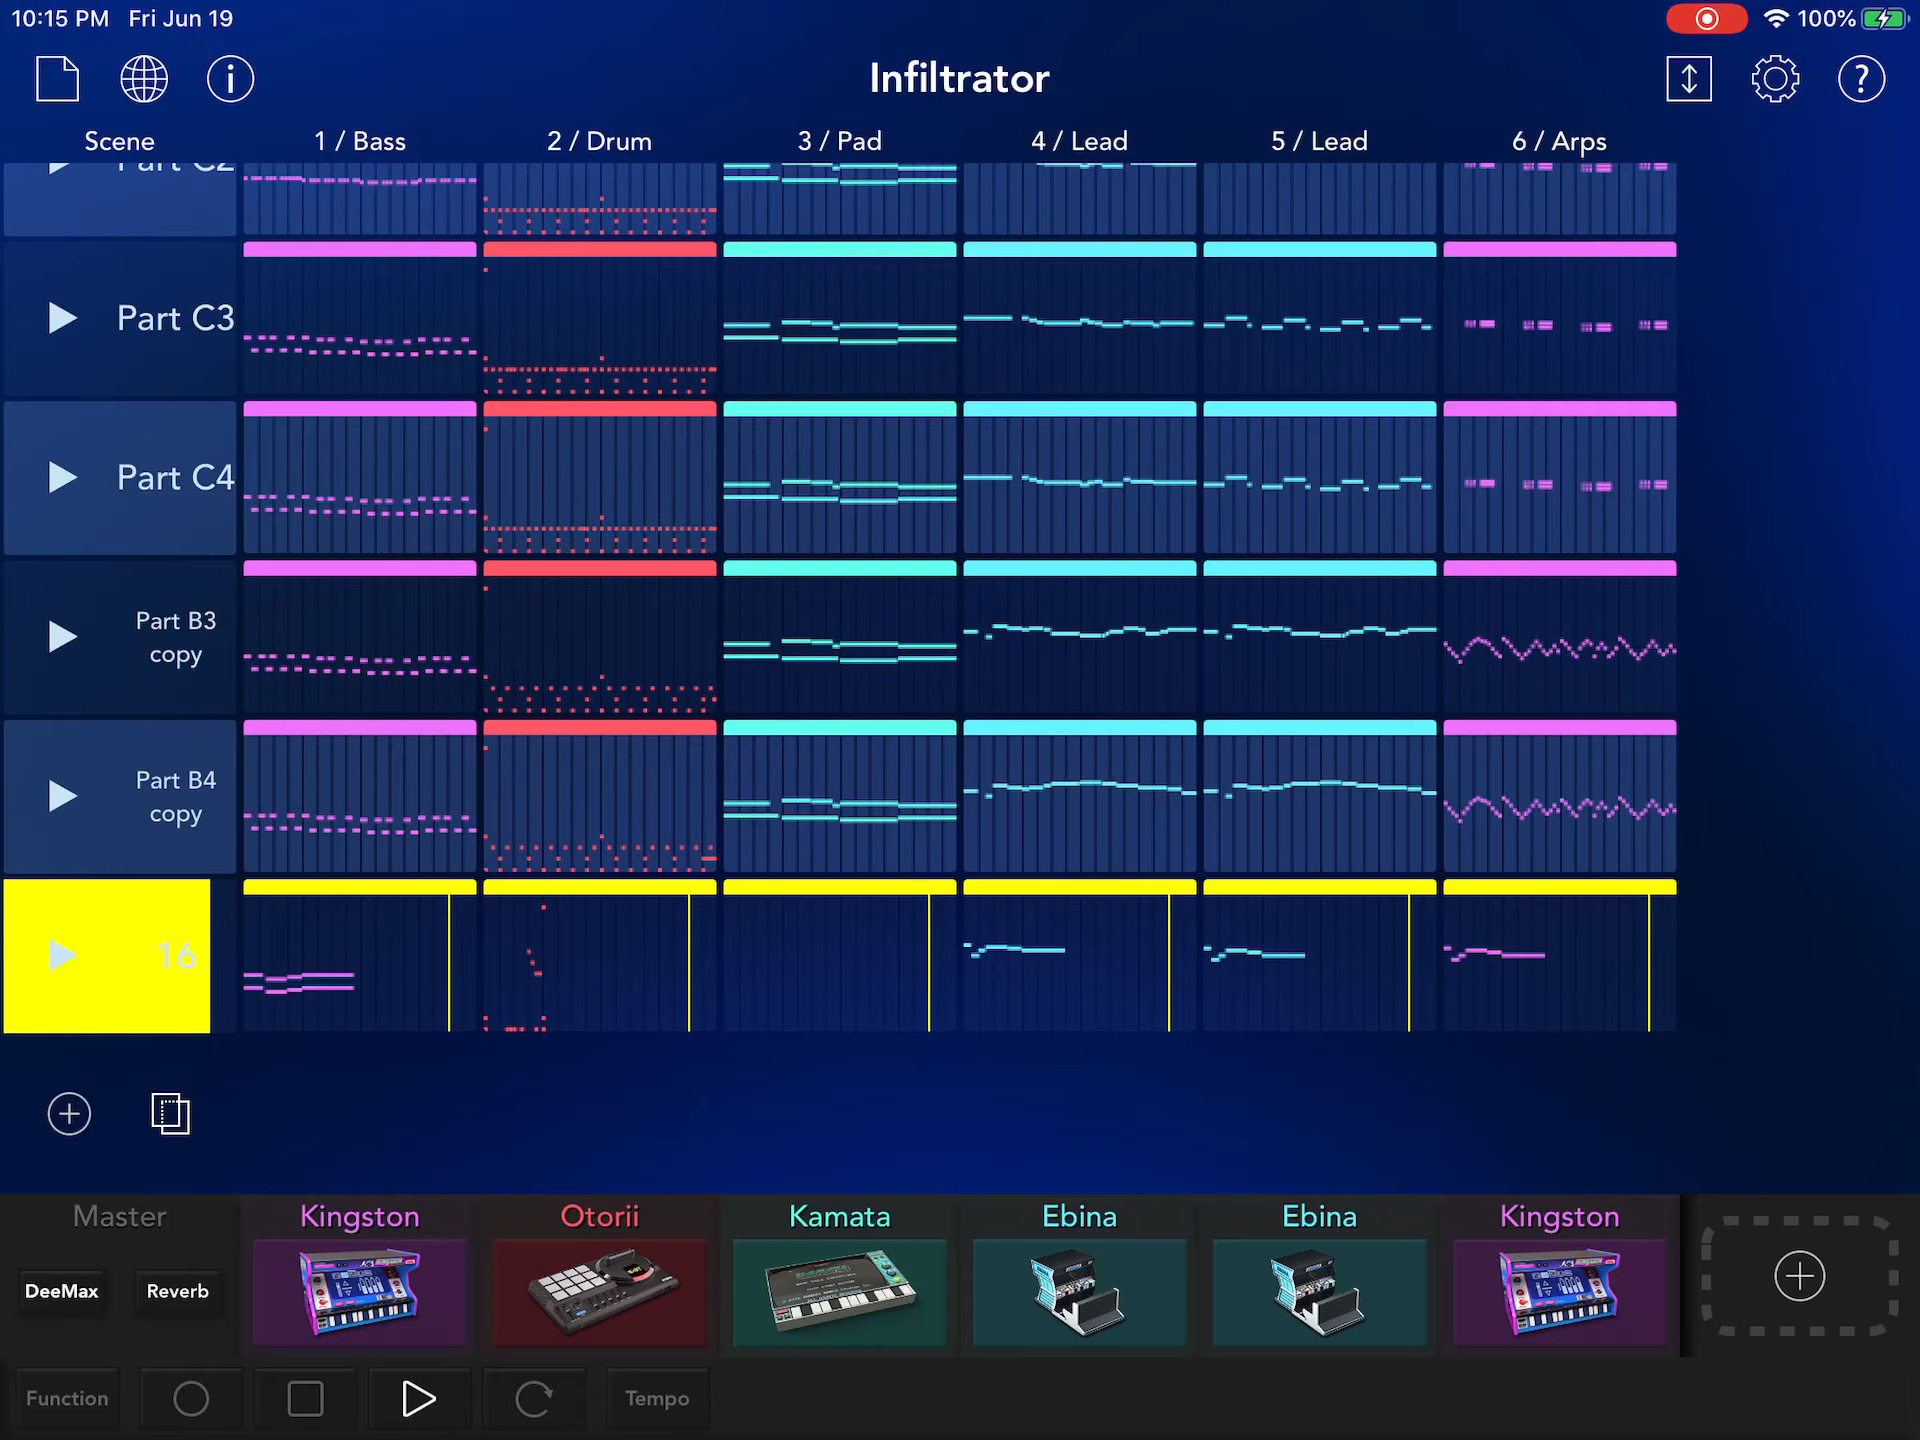 10:15 PM Fri Jun 19
100%
Infiltrator
Scene
1 / Bass
2 / Drum
3 / Pad
4 / Lead
5 / Lead
6 / Arps
Part C2
Part C3
Part C4
Part B3
copy
Part B4
copy
16
Master
Kingston
Otorii
Kamata
Ebina
Ebina
Kingston
DeeMax
Reverb
Function
Tempo